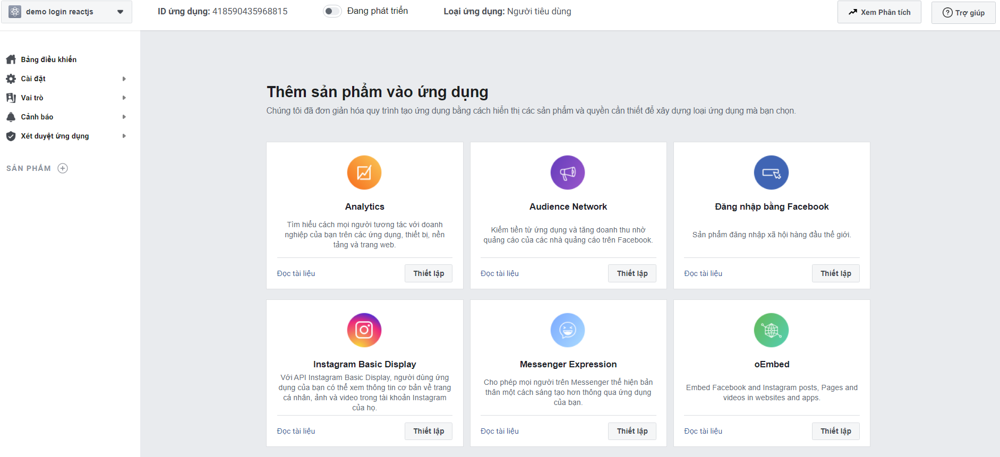 demo login reactjs
ID ứng dụng: 418590435968815
Đang phát triển
Loại ứng dụng: Người tiêu dùng
Xem Phân tích
Trợ giúp
Bảng điều khiển
Cài đặt
Vai trò
Cảnh báo
Xét duyệt ứng dụng
SẢN PHẨM
Thêm sản phẩm vào ứng dụng
Chúng tôi đã đơn giản hóa quy trình tạo ứng dụng bằng cách hiển thị các sản phẩm và quyền cần thiết để xây dựng loại ứng dụng mà bạn chọn.
Analytics
Tìm hiểu cách mọi người tương tác với doanh
nghiệp của bạn trên các ứng dụng, thiết bị, nền
tảng và trang web.
Đọc tài liệu
Thiết lập
Audience Network
Kiếm tiền từ ứng dụng và tăng doanh thu nhờ
quảng cáo của các nhà quảng cáo trên Facebook.
Đọc tài liệu
Thiết lập
Đăng nhập bằng Facebook
Sản phẩm đăng nhập xã hội hàng đầu thế giới.
Đọc tài liệu
Thiết lập
Instagram Basic Display
Với API Instagram Basic Display, người dùng ứng
dụng của bạn có thể xem thông tin cơ bản về trang
cá nhân, ảnh và video trong tài khoản Instagram
của họ.
Đọc tài liệu
Thiết lập
Messenger Expression
Cho phép mọi người trên Messenger thể hiện bản
thân một cách sáng tạo hơn thông qua ứng dụng
của bạn.
Đọc tài liệu
Thiết lập
oEmbed
Embed Facebook and Instagram posts, Pages and
videos in websites and apps.
Đọc tài liệu
Thiết lập